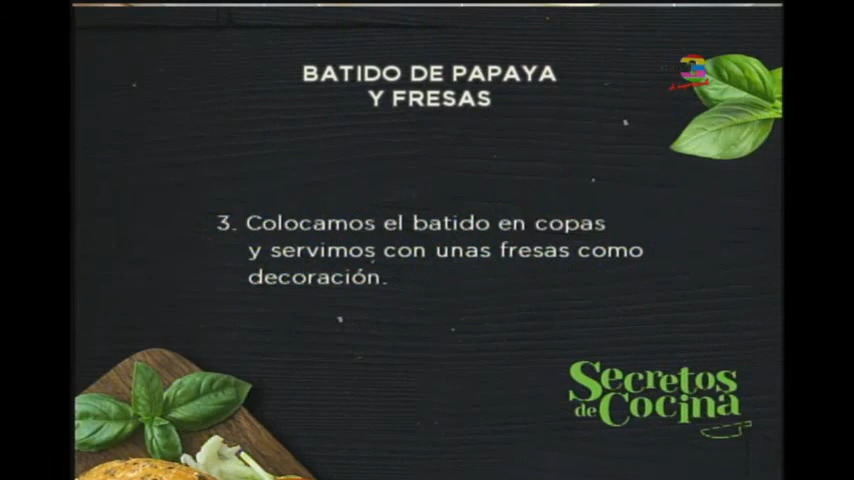 BATIDO DE PAPAYA
Y FRESAS
3. Colocamos el batido en copas
y servimos con unas fresas como
decoración.
Secretos
de Cocina